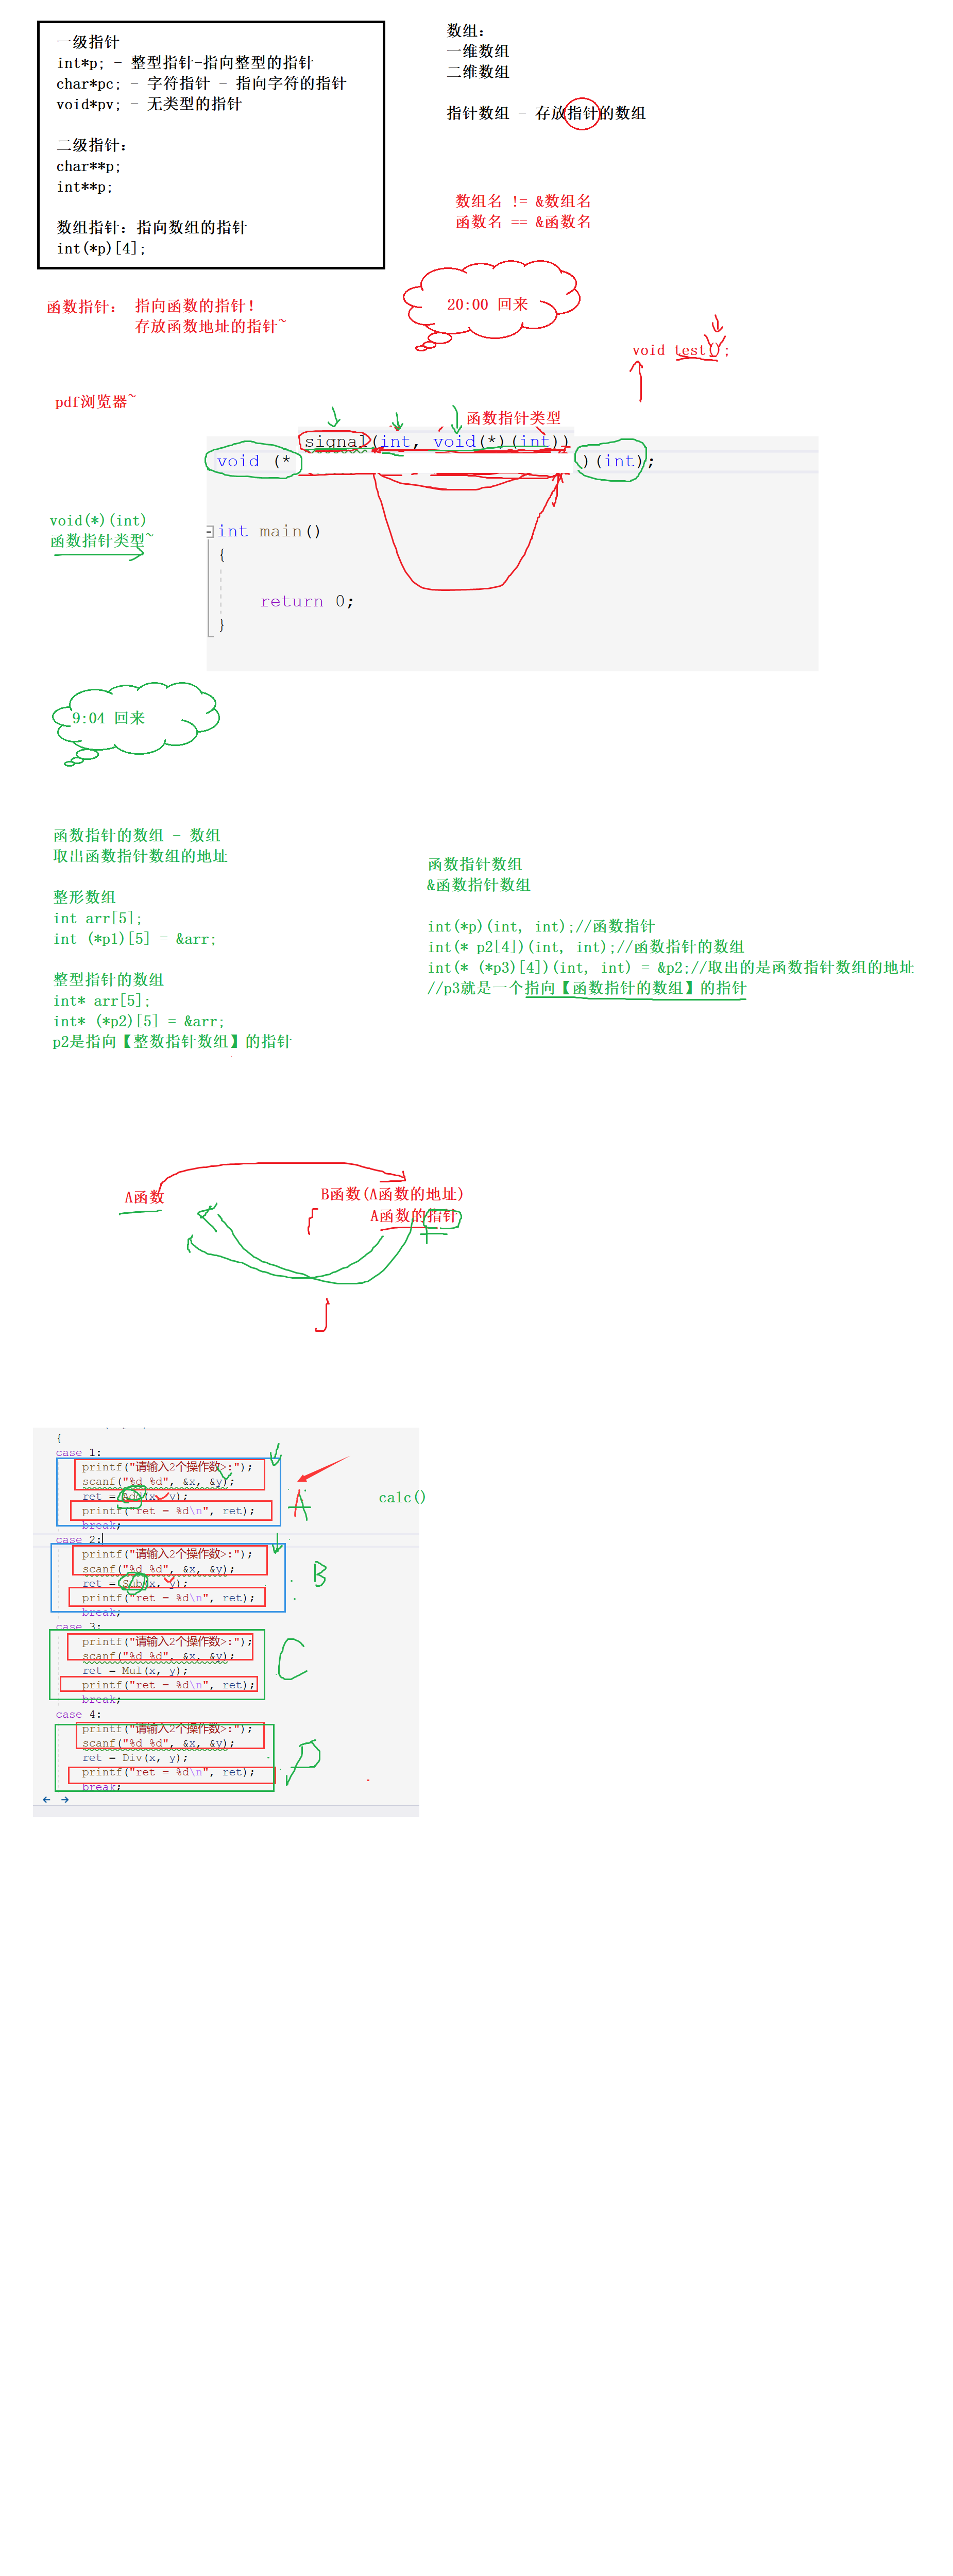 一级指针
int*p; - 整型指针-指向整型的指针
char*pc; - 字符指针 - 指向字符的指针
void*pv; - 无类型的指针
二级指针：
char**p;
int**p;
数组指针：指向数组的指针
int(*p)[4];
数组：
一维数组
二维数组
指针数组 - 存放指针的数组
数组名 != &数组名
函数名 == &函数名
函数指针： 指向函数的指针！
存放函数地址的指针~
20:00 回来
void test();
pdf浏览器~
函数指针类型
signal(int, void(*)(int))
void (* )(int);
void(*)(int)
函数指针类型~
int main()
{
return 0;
}
9:04 回来
函数指针的数组 - 数组
取出函数指针数组的地址
整形数组
int arr[5];
int (*p1)[5] = &arr;
整型指针的数组
int* arr[5];
int* (*p2)[5] = &arr;
p2是指向【整数指针数组】的指针
函数指针数组
&函数指针数组
int(*p)(int, int);//函数指针
int(* p2[4])(int, int);//函数指针的数组
int(* (*p3)[4])(int, int) = &p2;//取出的是函数指针数组的地址
//p3就是一个指向【函数指针的数组】的指针
A函数
B函数(A函数的地址)
A函数的指针
{
case 1:
printf("请输入2个操作数>:");
scanf("%d %d", &x, &y);
ret = Add(x, y);
printf("ret = %d\n", ret);
break;
A
calc()
case 2:
printf("请输入2个操作数>:");
scanf("%d %d", &x, &y);
ret = Sub(x, y);
printf("ret = %d\n", ret);
break;
B
case 3:
printf("请输入2个操作数>:");
scanf("%d %d", &x, &y);
ret = Mul(x, y);
printf("ret = %d\n", ret);
break;
C
case 4:
printf("请输入2个操作数>:");
scanf("%d %d", &x, &y);
ret = Div(x, y);
printf("ret = %d\n", ret);
break;
D